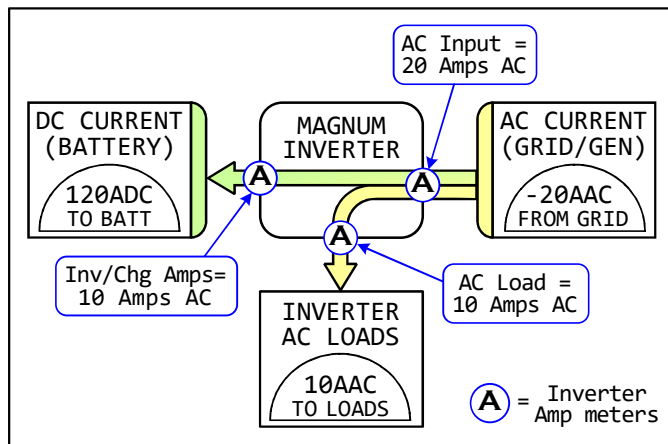 AC Input =
20 Amps AC
DC CURRENT
(BATTERY)
120ADC
TO BATT
MAGNUM
INVERTER
AC CURRENT
(GRID/GEN)
-20AAC
FROM GRID
A
A
A
Inv/Chg Amps=
10 Amps AC
AC Load =
10 Amps AC
INVERTER
AC LOADS
10AAC
TO LOADS
A = Inverter
Amp meters